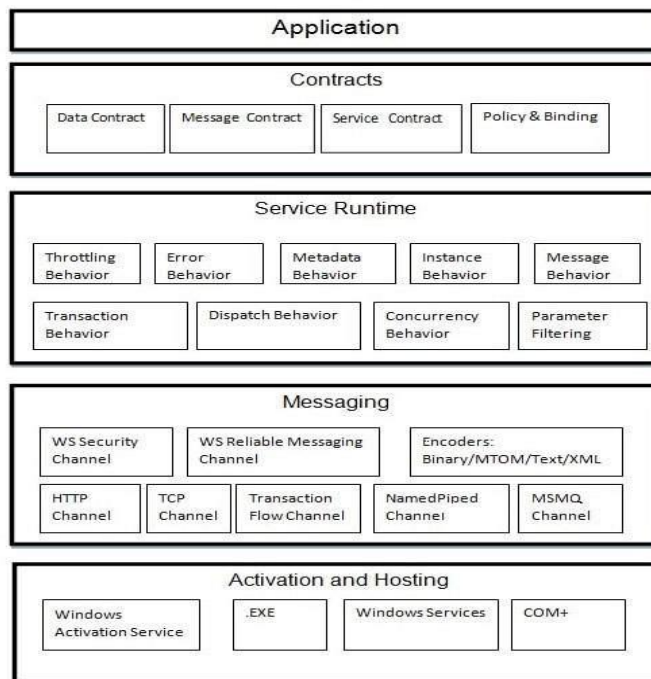 Application
Contracts
Data Contract
Message Contract
Service Contract
Policy & Binding
Service Runtime
Throttling
Behavior
Error
Behavior
Metadata
Behavior
Instance
Behavior
Message
Behavior
Transaction
Behavior
Dispatch Behavior
Concurrency
Behavior
Parameter
Filtering
Messaging
WS Security
Channel
WS Reliable Messaging
Channel
Encoders:
Binary/MTOM/Text/XML
HTTP
Channel
TCP
Channel
Transaction
Flow Channel
NamedPiped
Channel
MSMQ
Channel
Activation and Hosting
Windows
Activation Service
.EXE
Windows Services
COM+